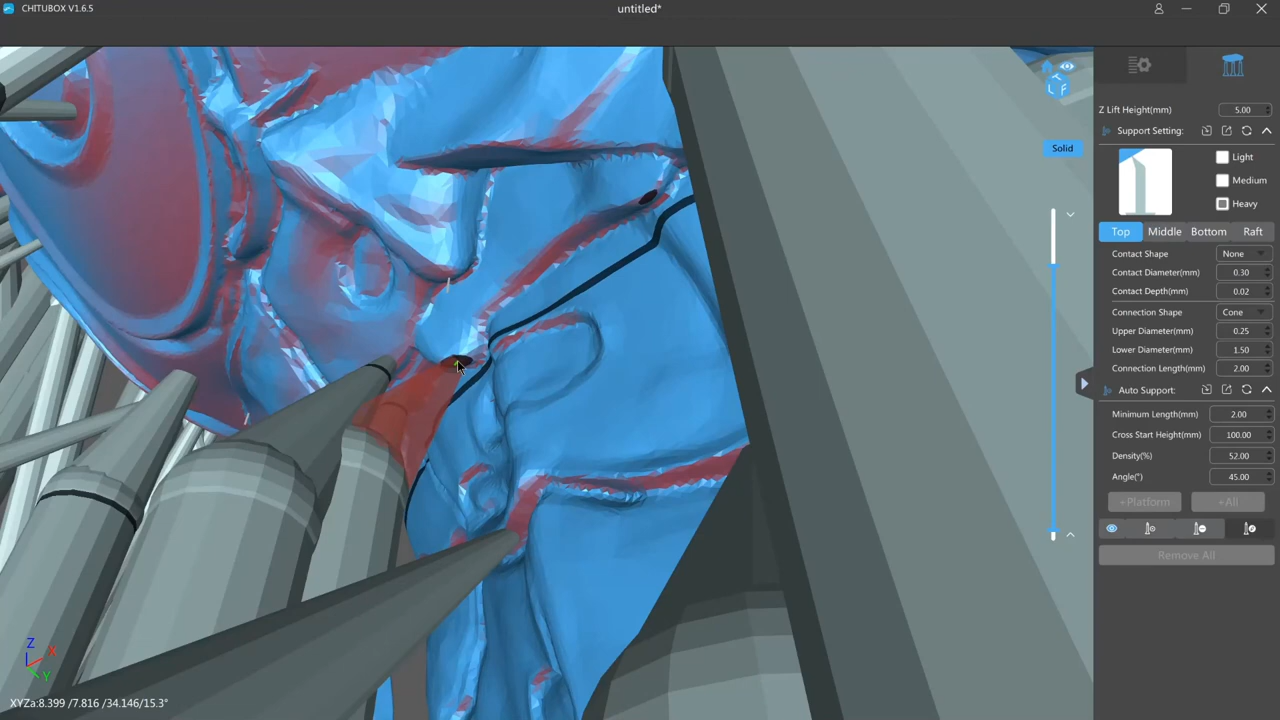 CHITUBOX V1.6.5
untitled*
Z Lift Height(mm) 5.00
Support Setting:
Solid
Light
Medium
Heavy
Top Middle Bottom Raft
Contact Shape None
Contact Diameter(mm) 0.30
Contact Depth(mm) 0.02
Connection Shape Cone
Upper Diameter(mm) 0.25
Lower Diameter(mm) 1.50
Connection Length(mm) 2.00
Auto Support:
Minimum Length(mm) 2.00
Cross Start Height(mm) 100.00
Density(%) 52.00
Angle(°) 45.00
+Platform +All
Remove All
Z
X
Y
XYZa:8.399 /7.816 /34.146/15.3°